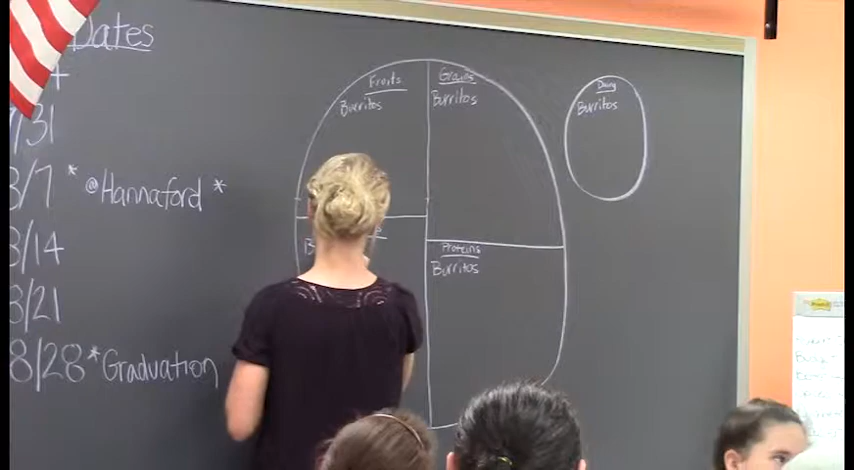 Dates
7/31
8/7 * @Hannaford *
8/14
8/21
8/28 * Graduation
Fruits
Burritos
Grains
Burritos
Proteins
Burritos
Dairy
Burritos